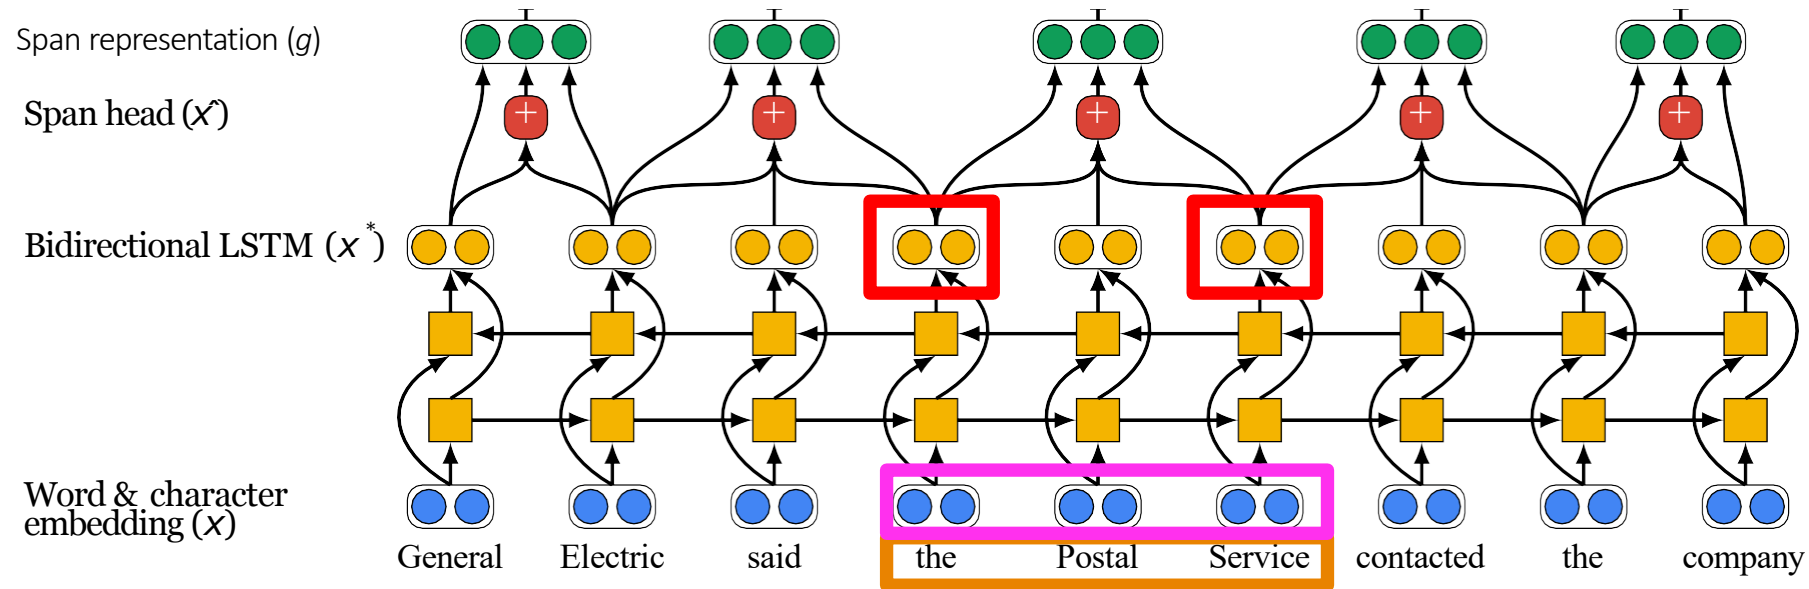 Span representation (g)
Span head (x̂)
Bidirectional LSTM (x*)
Word & character
embedding (x)
General Electric said the Postal Service contacted the company